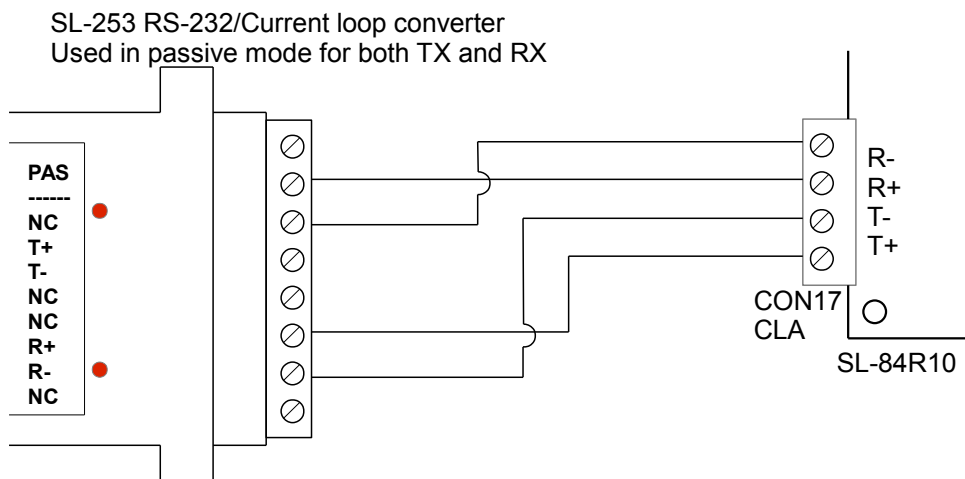 SL-253 RS-232/Current loop converter
Used in passive mode for both TX and RX
PAS
------
NC
T+
T-
NC
NC
R+
R-
NC
R-
R+
T-
T+
CON17
CLA
SL-84R10